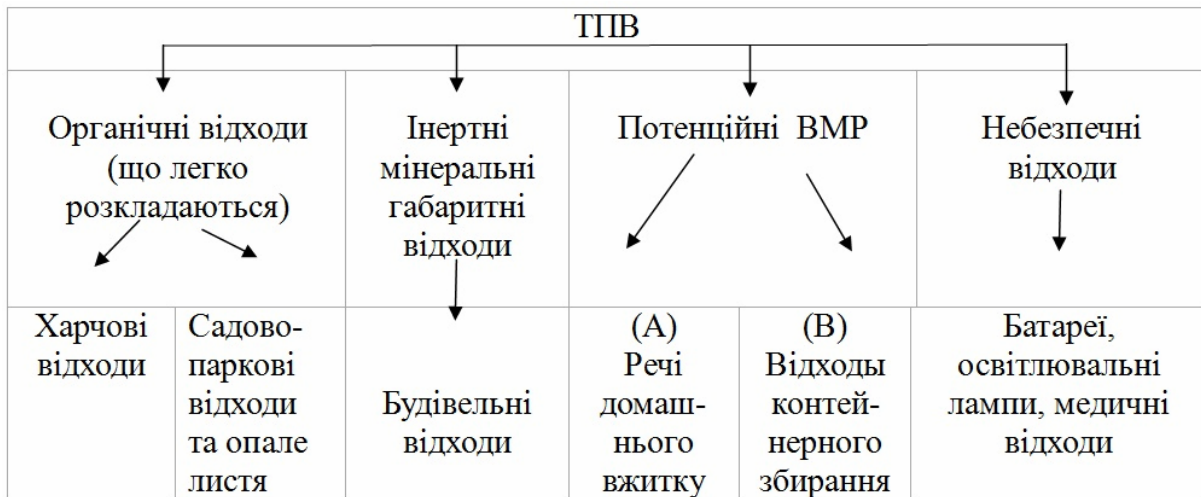 ТПВ
Органічні відходи
(що легко
розкладаються)
Інертні
мінеральні
габаритні
відходи
Потенційні ВМР
Небезпечні
відходи
Харчові
відходи
Садово-
паркові
відходи
та опале
листя
Будівельні
відходи
(А)
Речі
домаш-
нього
вжитку
(В)
Відходы
контей-
нерного
збирання
Батареї,
освітлювальні
лампи, медичні
відходи